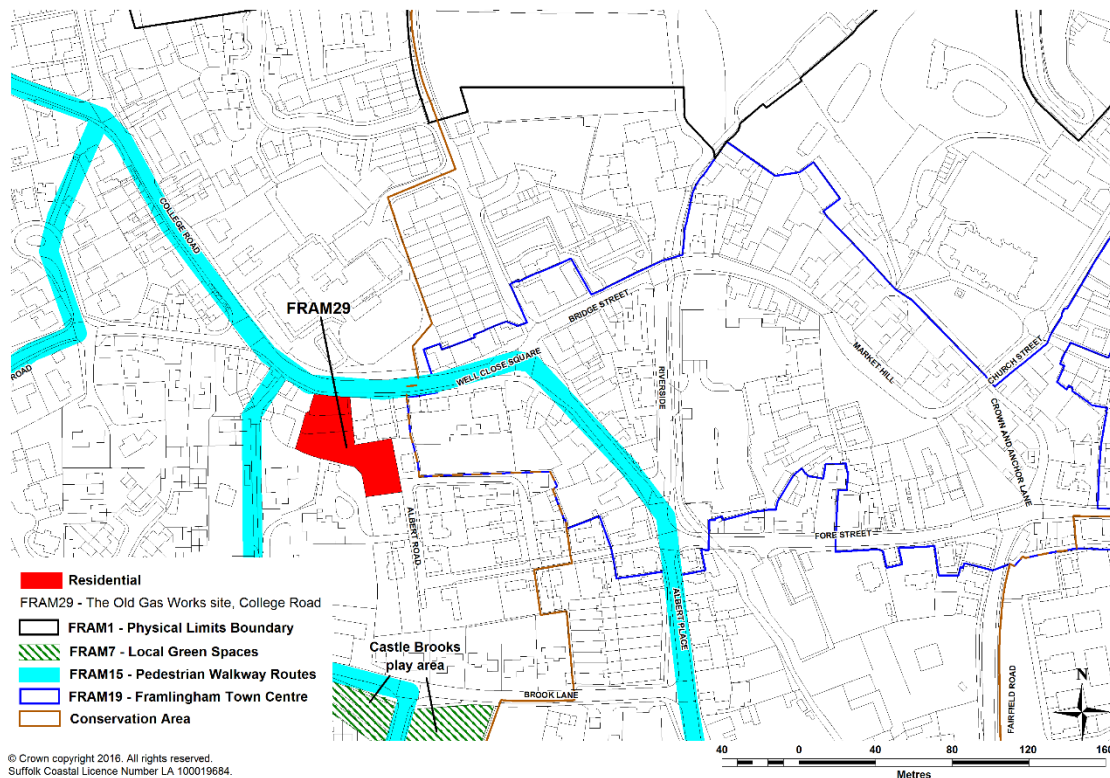 COLLEGE ROAD
FRAM29
BRIDGE STREET
WELL CLOSE SQUARE
ROAD
RIVERSIDE
MARKET HILL
CHURCH STREET
CROWN AND ANCHOR LANE
ALBERT ROAD
FORE STREET
ALBERT PLACE
FAIRFIELD ROAD
BROOK LANE
Castle Brooks
play area
Residential
FRAM29 - The Old Gas Works site, College Road
FRAM1 - Physical Limits Boundary
FRAM7 - Local Green Spaces
FRAM15 - Pedestrian Walkway Routes
FRAM19 - Framlingham Town Centre
Conservation Area
N
40 0 40 80 120 160
Metres
© Crown copyright 2016. All rights reserved.
Suffolk Coastal Licence Number LA 100019684.